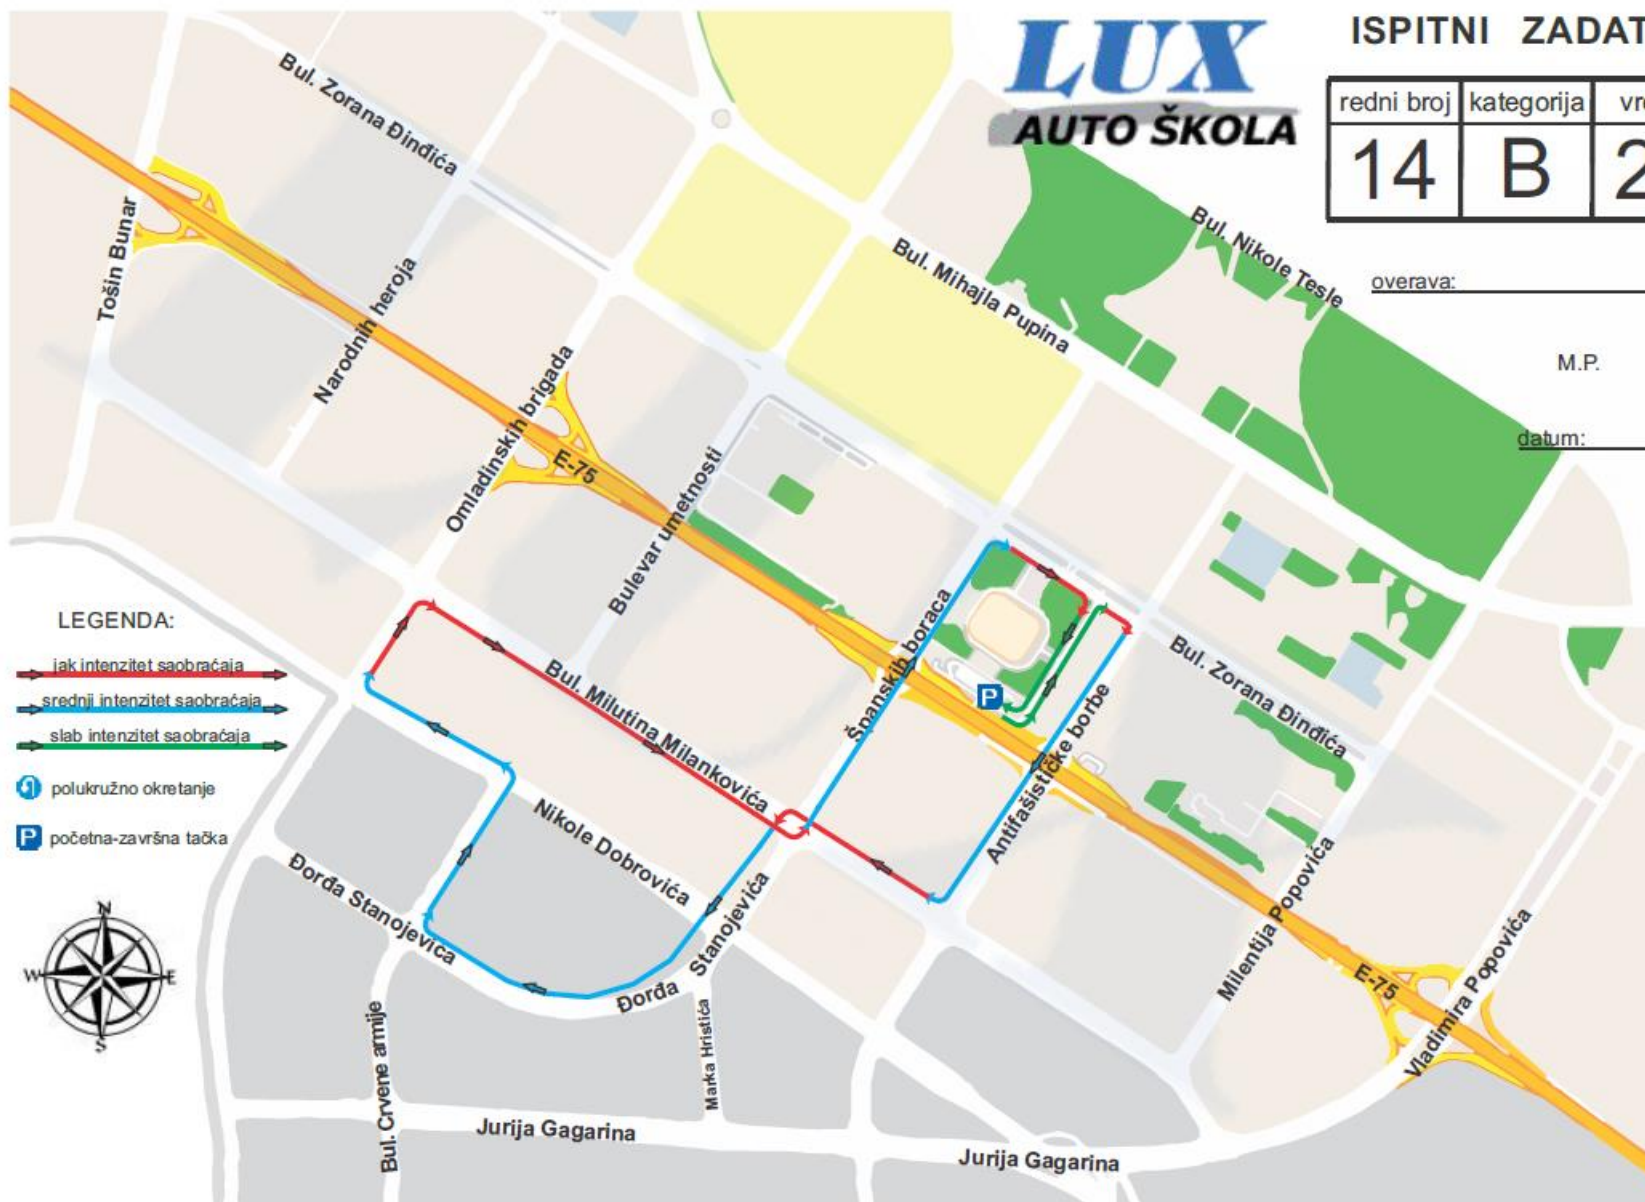 LUX
AUTO ŠKOLA
ISPITNI ZADAT
redni broj
kategorija
vr
14
B
2
overava:
M.P.
datum:
Bul. Zorana Đinđića
Tošin Bunar
Narodnih heroja
Omladinskih brigada
E-75
Bulevar umetnosti
Bul. Mihajla Pupina
Bul. Nikole Tesle
Španskih boraca
P
Antifašističke borbe
Bul. Zorana Đinđića
Bul. Milutina Milankovića
Nikole Dobrovića
Đorđa Stanojevića
Đorđa
Stanojevića
Milentija Popovića
E-75
Vladimira Popovića
Marka Hristića
Bul. Crvene armije
Jurija Gagarina
Jurija Gagarina
LEGENDA:
jak intenzitet saobraćaja
srednji intenzitet saobraćaja
slab intenzitet saobraćaja
polukružno okretanje
P početna-završna tačka
N
W
E
S